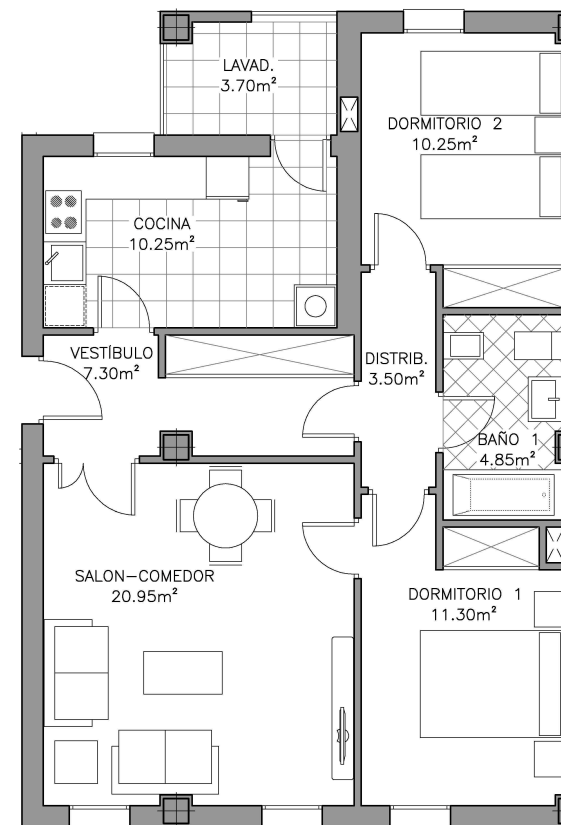 LAVAD.
3.70m²
DORMITORIO 2
10.25m²
COCINA
10.25m²
VESTÍBULO
7.30m²
DISTRIB.
3.50m²
BAÑO 1
4.85m²
SALON-COMEDOR
20.95m²
DORMITORIO 1
11.30m²